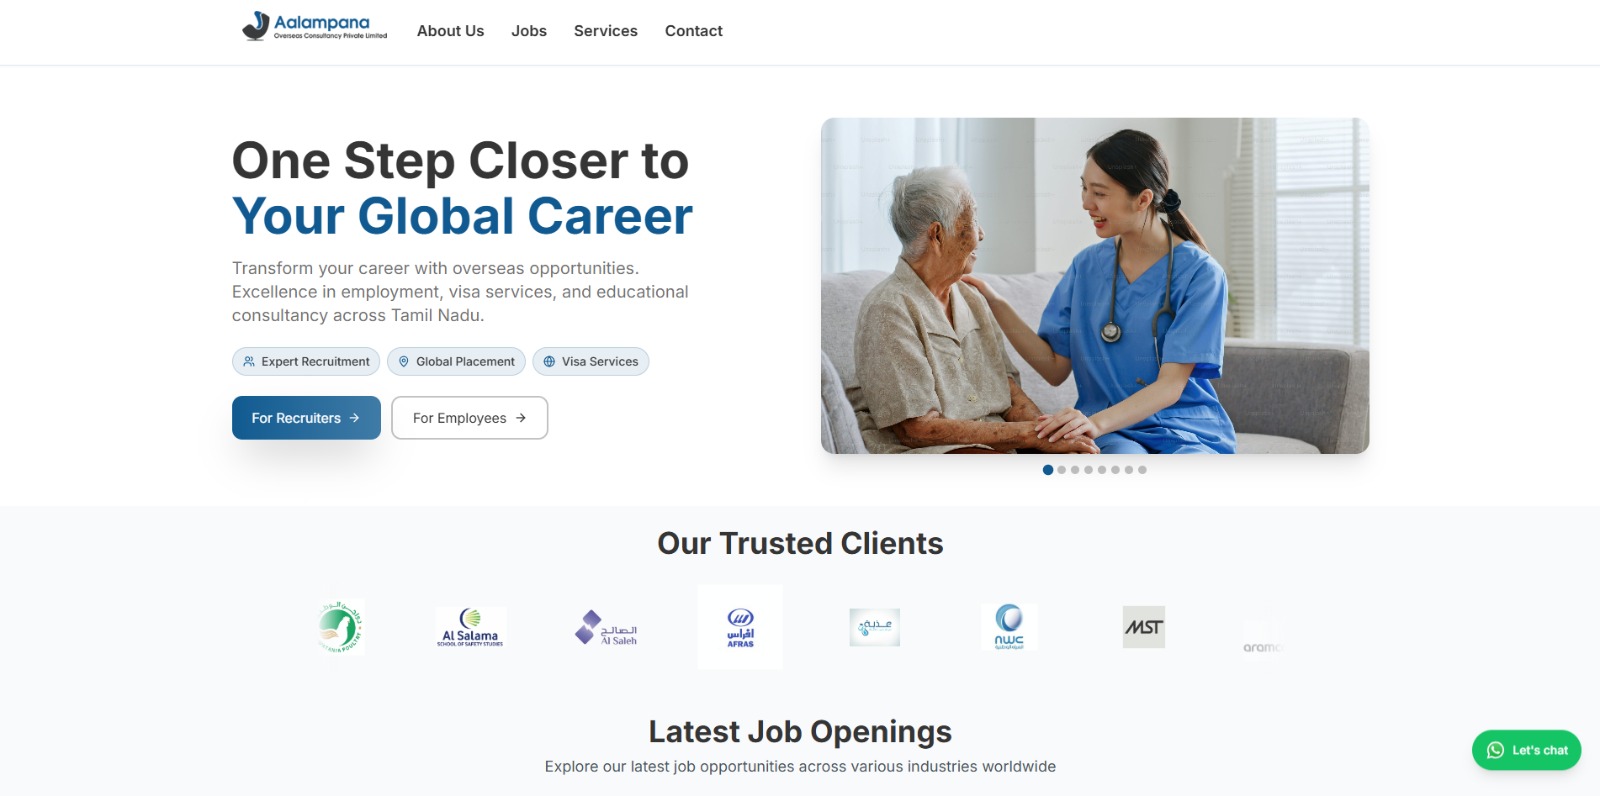 Aalampana
Overseas Consultancy Private Limited
About Us
Jobs
Services
Contact
One Step Closer to
Your Global Career
Transform your career with overseas opportunities.
Excellence in employment, visa services, and educational
consultancy across Tamil Nadu.
Expert Recruitment
Global Placement
Visa Services
For Recruiters →
For Employees →
Our Trusted Clients
Al Salama
SCHOOL OF SAFETY STUDIES
الصالح
Al Saleh
أفراس
AFRAS
عذبة
nwc
MST
Latest Job Openings
Explore our latest job opportunities across various industries worldwide
Let's chat